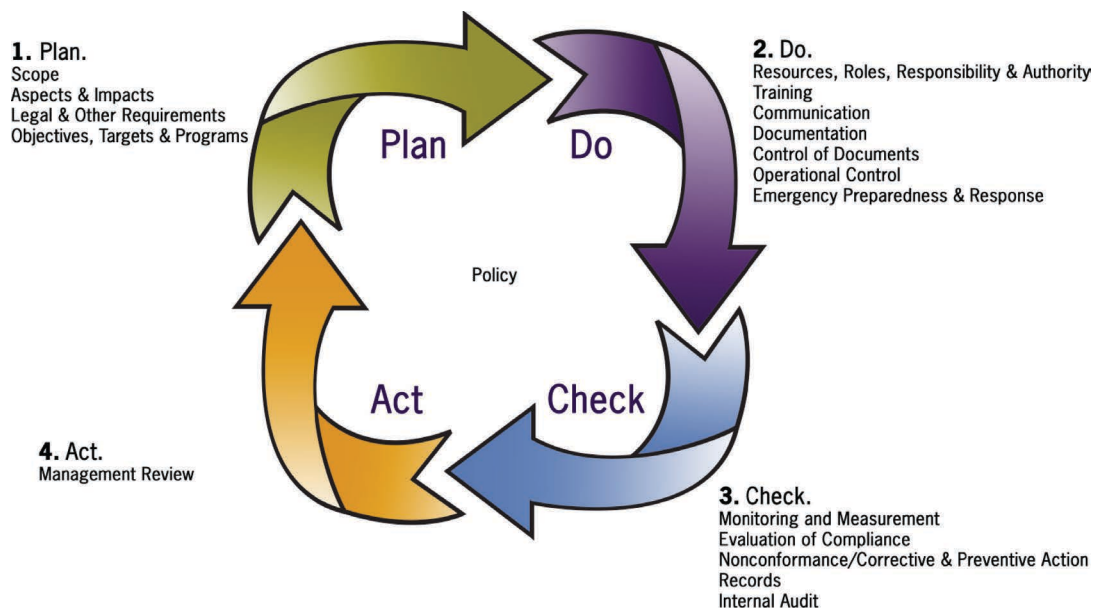 1. Plan.
Scope
Aspects & Impacts
Legal & Other Requirements
Objectives, Targets & Programs
2. Do.
Resources, Roles, Responsibility & Authority
Training
Communication
Documentation
Control of Documents
Operational Control
Emergency Preparedness & Response
Plan
Do
Policy
Act
Check
4. Act.
Management Review
3. Check.
Monitoring and Measurement
Evaluation of Compliance
Nonconformance/Corrective & Preventive Action
Records
Internal Audit